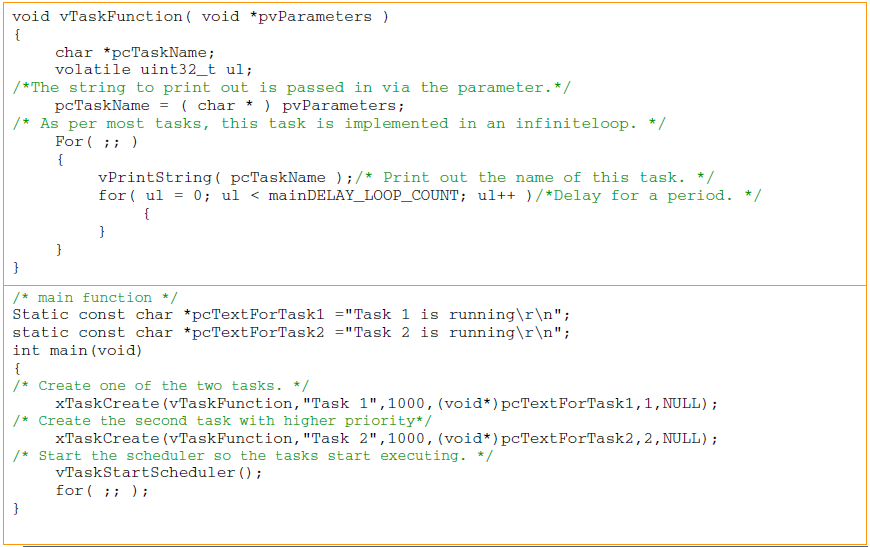 void vTaskFunction( void *pvParameters )
{
char *pcTaskName;
volatile uint32_t ul;
/*The string to print out is passed in via the parameter.*/
pcTaskName = ( char * ) pvParameters;
/* As per most tasks, this task is implemented in an infiniteloop. */
For( ;; )
{
vPrintString( pcTaskName );/* Print out the name of this task. */
for( ul = 0; ul < mainDELAY_LOOP_COUNT; ul++ )/*Delay for a period. */
{
}
}
}
/* main function */
Static const char *pcTextForTask1 ="Task 1 is running\r\n";
static const char *pcTextForTask2 ="Task 2 is running\r\n";
int main(void)
{
/* Create one of the two tasks. */
xTaskCreate(vTaskFunction,"Task 1",1000,(void*)pcTextForTask1,1,NULL);
/* Create the second task with higher priority*/
xTaskCreate(vTaskFunction,"Task 2",1000,(void*)pcTextForTask2,2,NULL);
/* Start the scheduler so the tasks start executing. */
vTaskStartScheduler();
for( ;; );
}